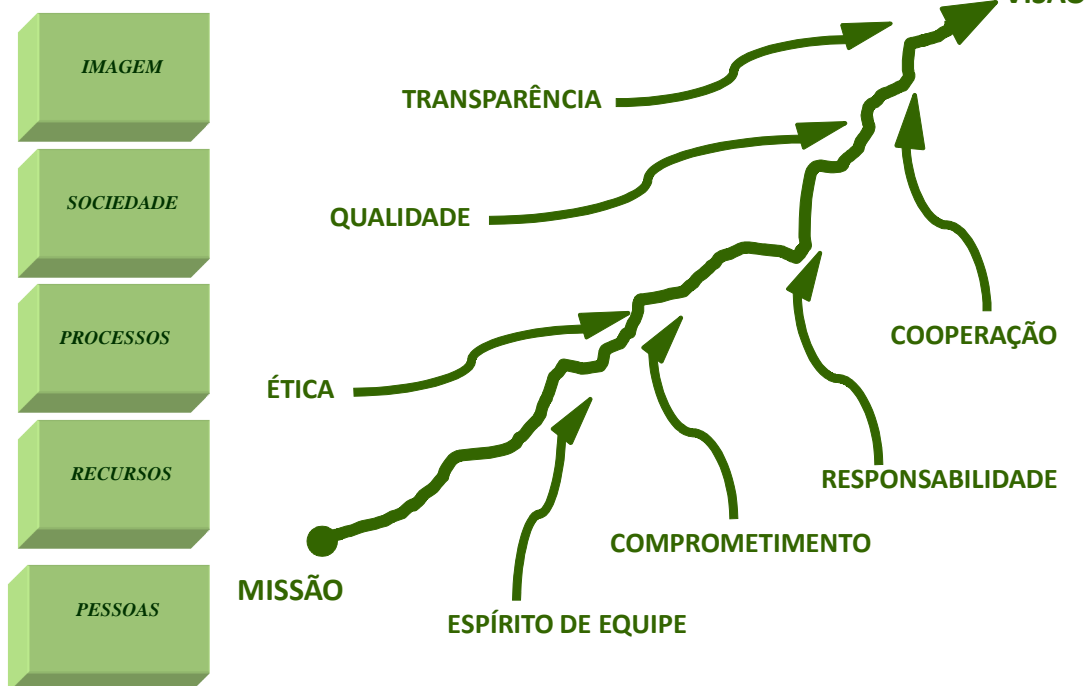 IMAGEM
SOCIEDADE
PROCESSOS
RECURSOS
PESSOAS
TRANSPARÊNCIA
QUALIDADE
ÉTICA
MISSÃO
ESPÍRITO DE EQUIPE
COMPROMETIMENTO
RESPONSABILIDADE
COOPERAÇÃO